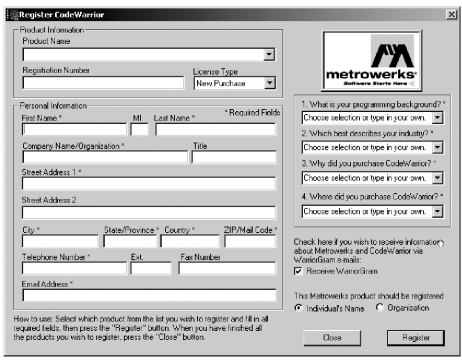 Register CodeWarrior
Product Information
Product Name
Registration Number
License Type
New Purchase
Personal Information
* Required Fields
First Name *
MI
Last Name *
Company Name/Organization *
Title
Street Address 1 *
Street Address 2
City *
State/Province *
Country *
ZIP/Mail Code *
Telephone Number *
Ext.
Fax Number
Email Address *
How to use: Select which product from the list you wish to register and fill in all
required fields, then press the "Register" button. When you have finished all
the products you wish to register, press the "Close" button.
metrowerks
Software Starts Here
1. What is your programming background? *
Choose selection or type in your own.
2. Which best describes your industry? *
Choose selection or type in your own.
3. Why did you purchase CodeWarrior? *
Choose selection or type in your own.
4. Where did you purchase CodeWarrior? *
Choose selection or type in your own.
Check here if you wish to receive information
about Metrowerks and CodeWarrior via
WarriorGram e-mails:
Receive WarriorGram
This Metrowerks product should be registered
Individual's Name
Organization
Close
Register